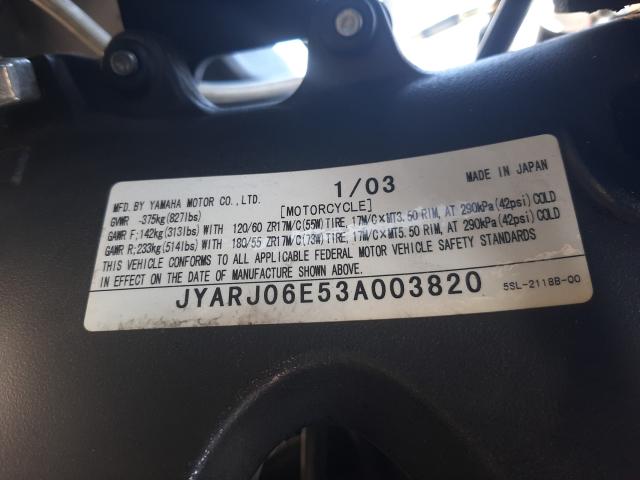 MFD. BY YAMAHA MOTOR CO., LTD. 1/03 MADE IN JAPAN
GVWR -375kg(827lbs) [MOTORCYCLE]
GAWR F;142kg(313lbs) WITH 120/60 ZR17M/C(55W)TIRE, 17M/C×MT3.50 RIM, AT 290kPa(42psi)COLD
GAWR R;233kg(514lbs) WITH 180/55 ZR17M/C(73W)TIRE, 17M/C×MT5.50 RIM, AT 290kPa(42psi)COLD
THIS VEHICLE CONFORMS TO ALL APPLICABLE FEDERAL MOTOR VEHICLE SAFETY STANDARDS
IN EFFECT ON THE DATE OF MANUFACTURE SHOWN ABOVE.
JYARJ06E53A003820 5SL-2118B-00